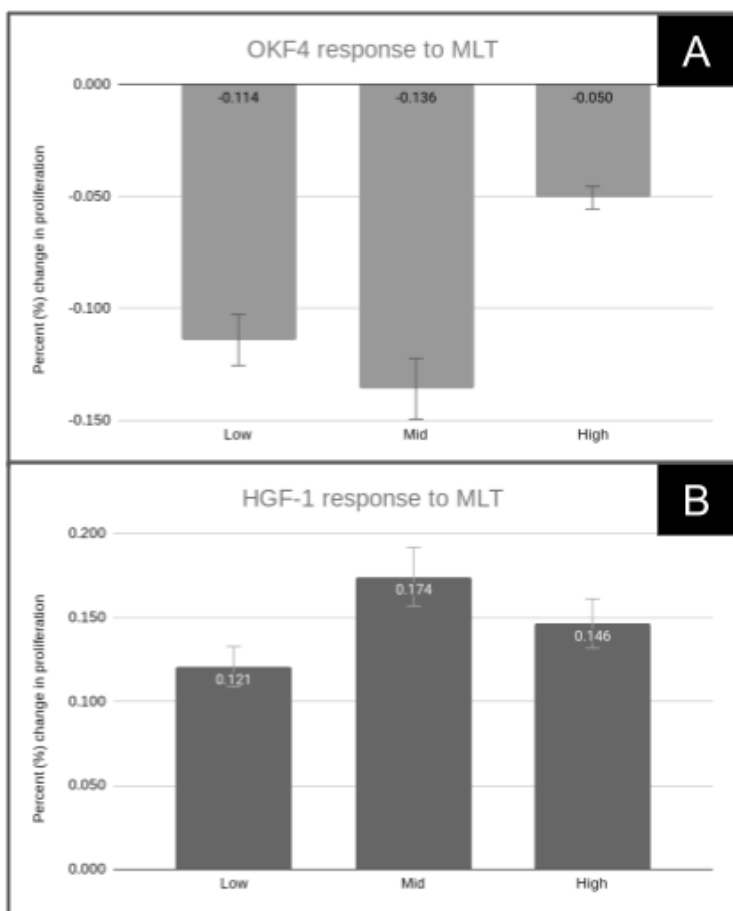 OKF4 response to MLT
A
0.000
-0.114
-0.136
-0.050
-0.050
-0.100
-0.150
Percent (%) change in proliferation
Low
Mid
High
HGF-1 response to MLT
B
0.200
0.174
0.150
0.146
0.121
0.100
0.050
0.000
Percent (%) change in proliferation
Low
Mid
High